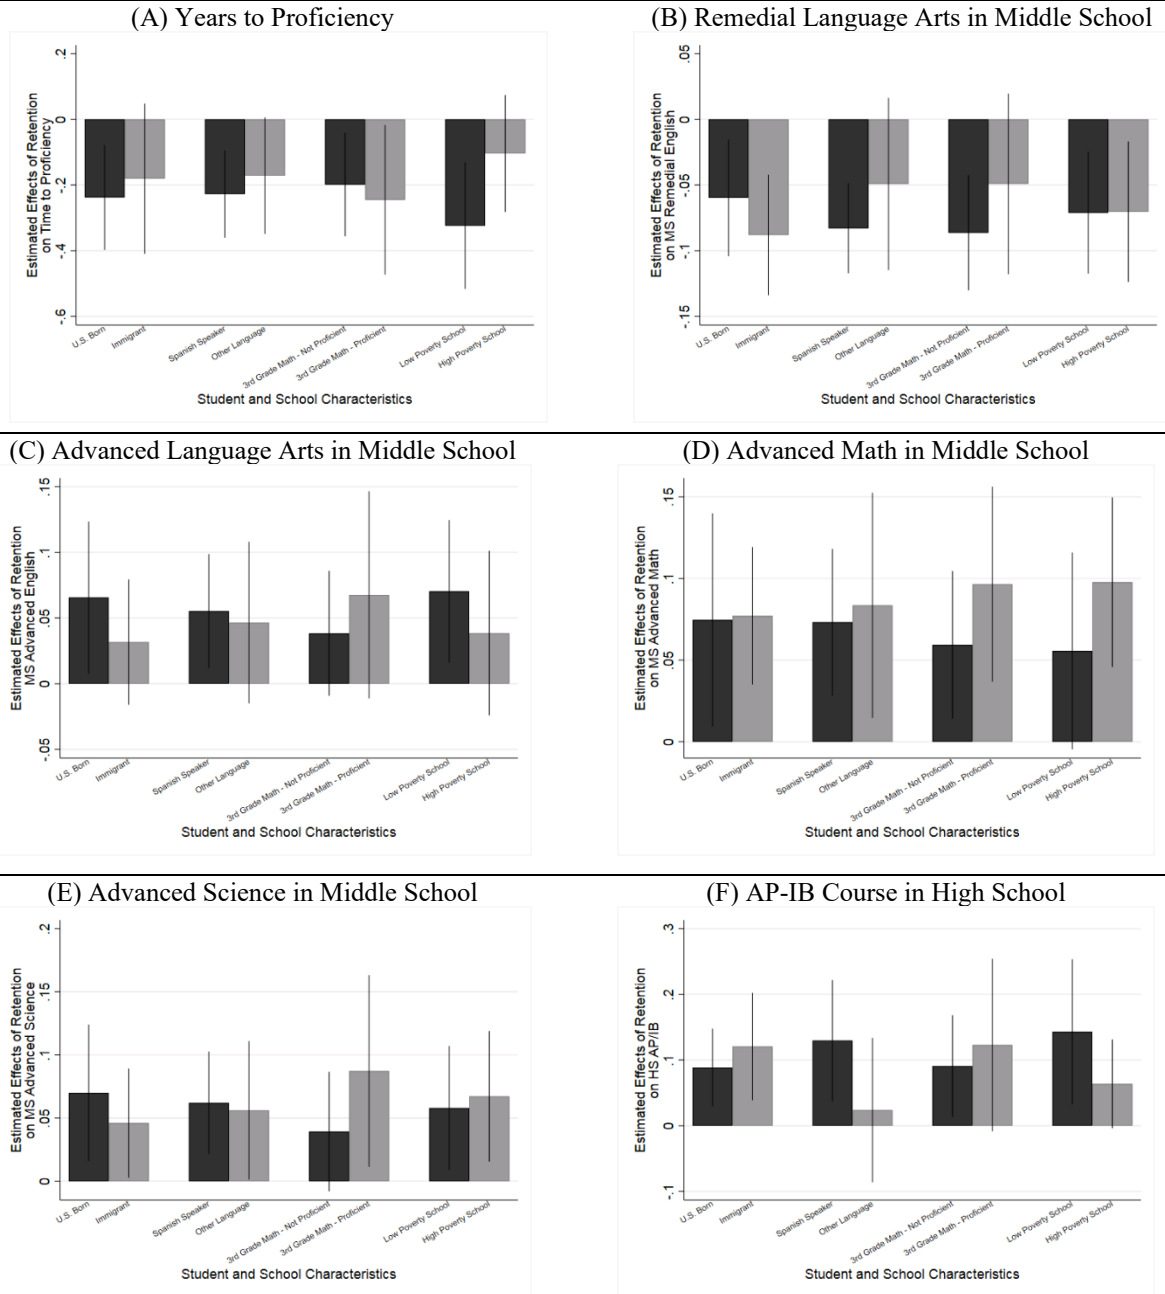 (A) Years to Proficiency
Estimated Effects of Retention
on Time to Proficiency
.2
0
-.2
-.4
-.6
U.S. Born
Immigrant
Spanish Speaker
Other Language
3rd Grade Math - Not Proficient
3rd Grade Math - Proficient
Low Poverty School
High Poverty School
Student and School Characteristics
(B) Remedial Language Arts in Middle School
Estimated Effects of Retention
on MS Remedial English
.05
0
-.05
-.1
-.15
U.S. Born
Immigrant
Spanish Speaker
Other Language
3rd Grade Math - Not Proficient
3rd Grade Math - Proficient
Low Poverty School
High Poverty School
Student and School Characteristics
(C) Advanced Language Arts in Middle School
Estimated Effects of Retention
MS Advanced English
.15
.1
.05
0
-.05
U.S. Born
Immigrant
Spanish Speaker
Other Language
3rd Grade Math - Not Proficient
3rd Grade Math - Proficient
Low Poverty School
High Poverty School
Student and School Characteristics
(D) Advanced Math in Middle School
Estimated Effects of Retention
on MS Advanced Math
.15
.1
.05
0
U.S. Born
Immigrant
Spanish Speaker
Other Language
3rd Grade Math - Not Proficient
3rd Grade Math - Proficient
Low Poverty School
High Poverty School
Student and School Characteristics
(E) Advanced Science in Middle School
Estimated Effects of Retention
on MS Advanced Science
.2
.15
.1
.05
0
U.S. Born
Immigrant
Spanish Speaker
Other Language
3rd Grade Math - Not Proficient
3rd Grade Math - Proficient
Low Poverty School
High Poverty School
Student and School Characteristics
(F) AP-IB Course in High School
Estimated Effects of Retention
on HS AP/IB
.3
.2
.1
0
-.1
U.S. Born
Immigrant
Spanish Speaker
Other Language
3rd Grade Math - Not Proficient
3rd Grade Math - Proficient
Low Poverty School
High Poverty School
Student and School Characteristics